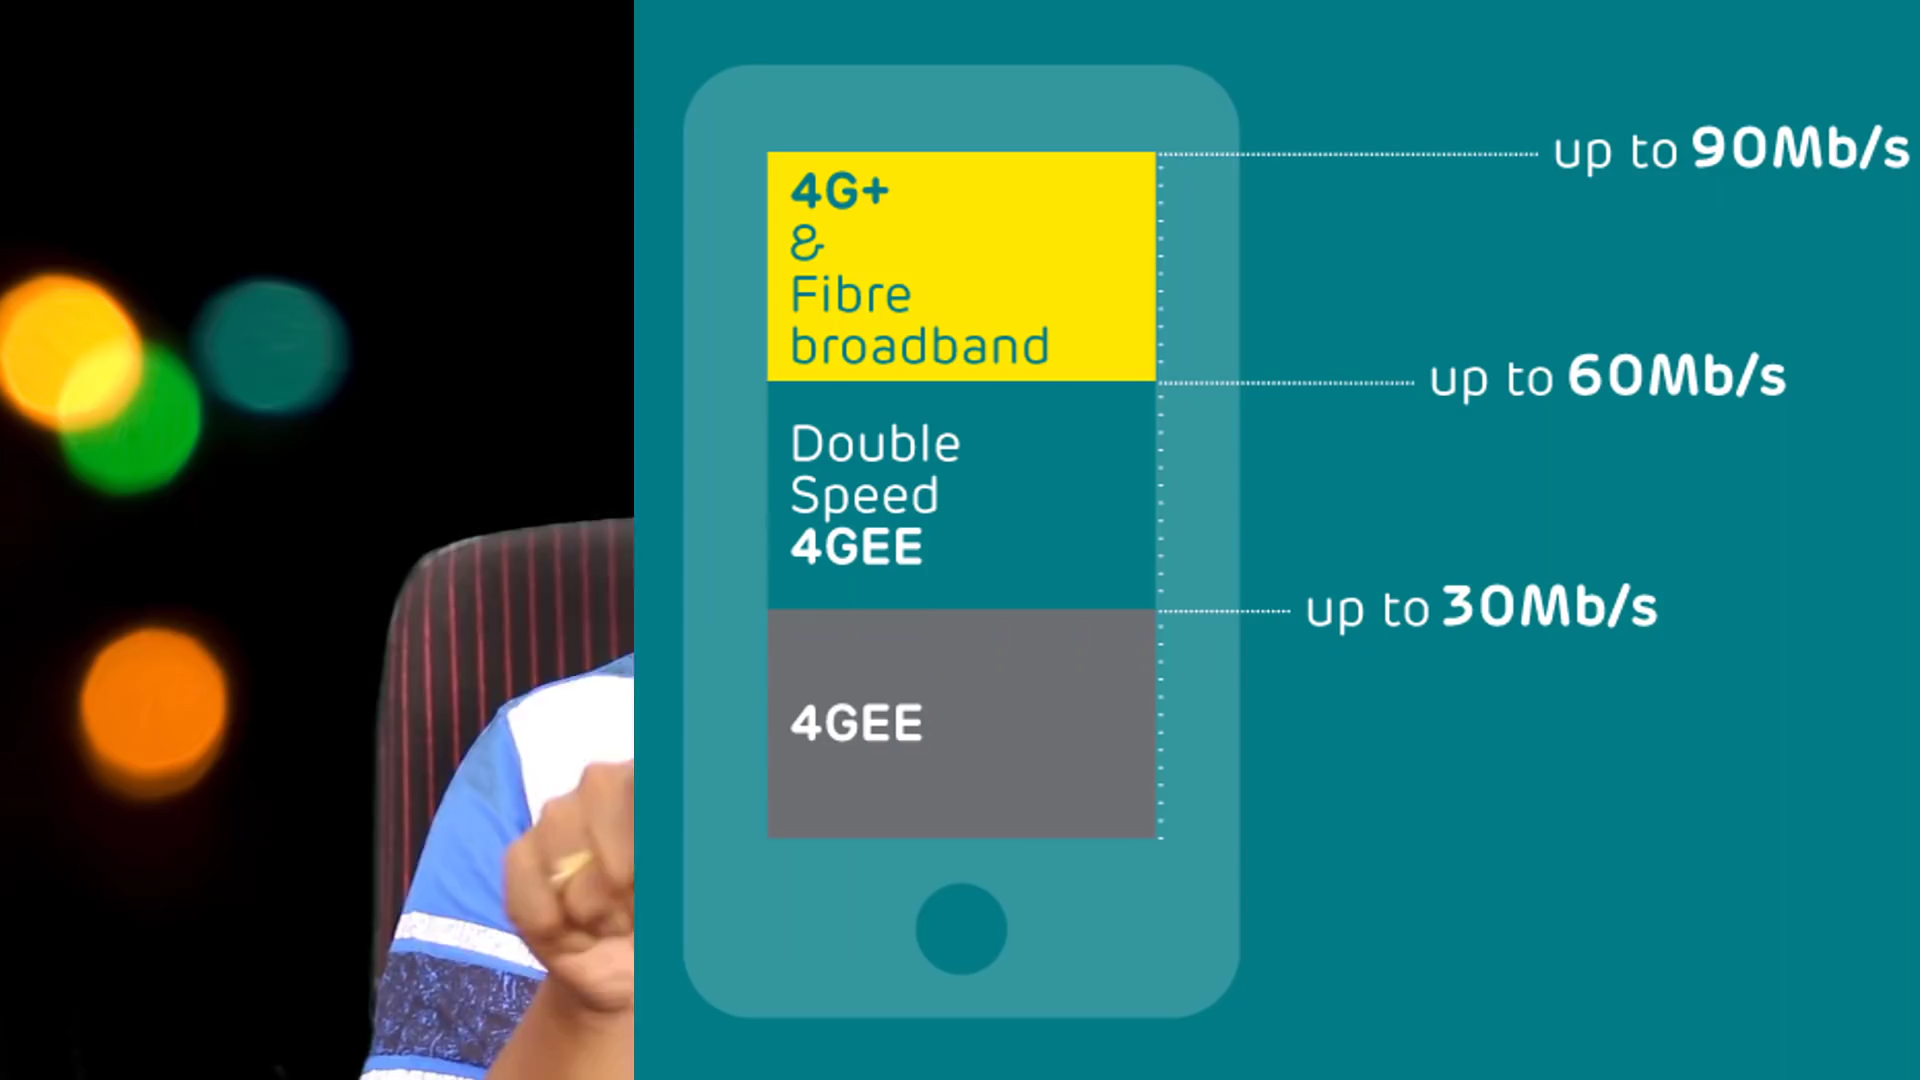 4G+
&
Fibre
broadband
up to 90Mb/s
Double
Speed
4GEE
up to 60Mb/s
4GEE
up to 30Mb/s